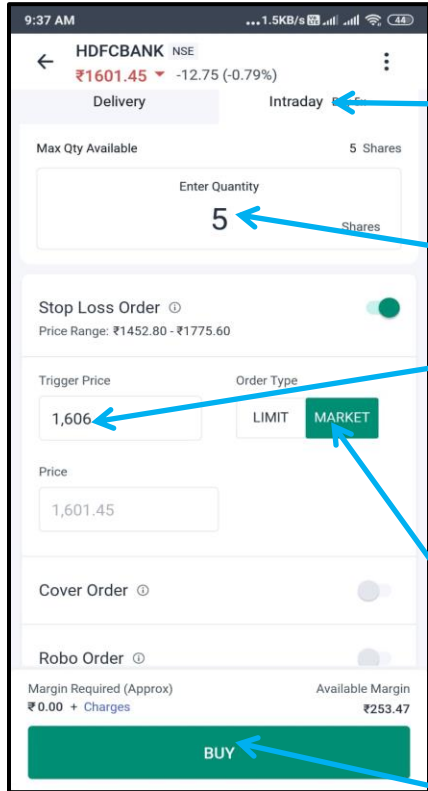 9:37 AM ...1.5KB/s 44
HDFCBANK NSE
₹1601.45 -12.75 (-0.79%)
Delivery Intraday
Max Qty Available 5 Shares
Enter Quantity
5 Shares
Stop Loss Order
Price Range: ₹1452.80 - ₹1775.60
Trigger Price Order Type
1,606 LIMIT MARKET
Price
1,601.45
Cover Order
Robo Order
Margin Required (Approx) Available Margin
₹0.00 + Charges ₹253.47
BUY